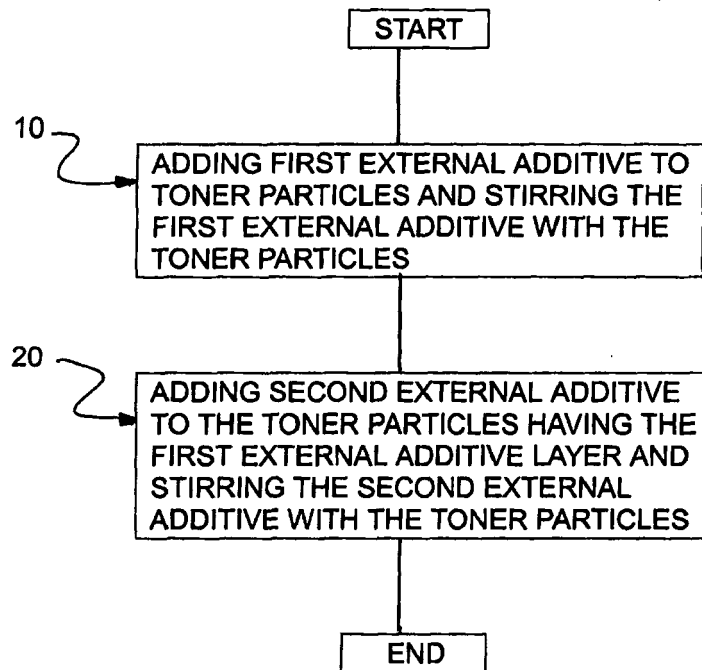 START
10
ADDING FIRST EXTERNAL ADDITIVE TO
TONER PARTICLES AND STIRRING THE
FIRST EXTERNAL ADDITIVE WITH THE
TONER PARTICLES
20
ADDING SECOND EXTERNAL ADDITIVE
TO THE TONER PARTICLES HAVING THE
FIRST EXTERNAL ADDITIVE LAYER AND
STIRRING THE SECOND EXTERNAL
ADDITIVE WITH THE TONER PARTICLES
END